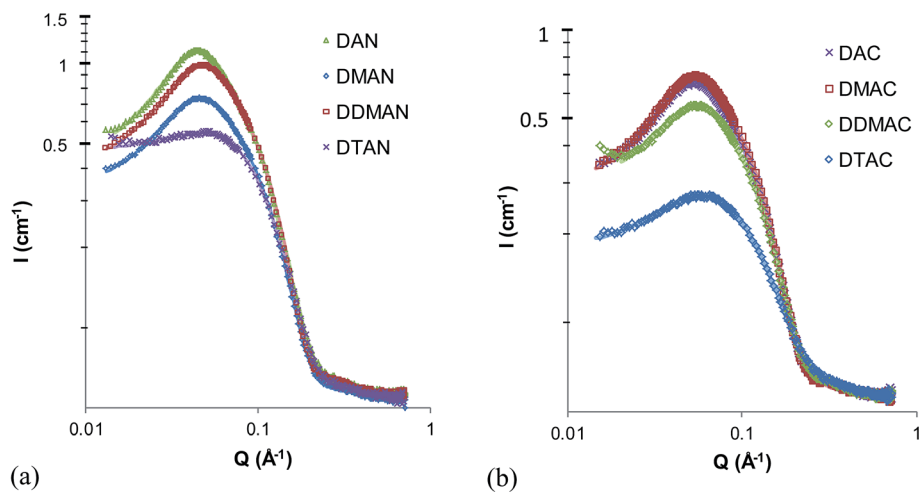 1.5
1
0.5
I (cm⁻¹)
0.01
0.1
1
Q (Å⁻¹)
DAN
DMAN
DDMAN
DTAN
(a)
1
0.5
I (cm⁻¹)
0.01
0.1
1
Q (Å⁻¹)
DAC
DMAC
DDMAC
DTAC
(b)